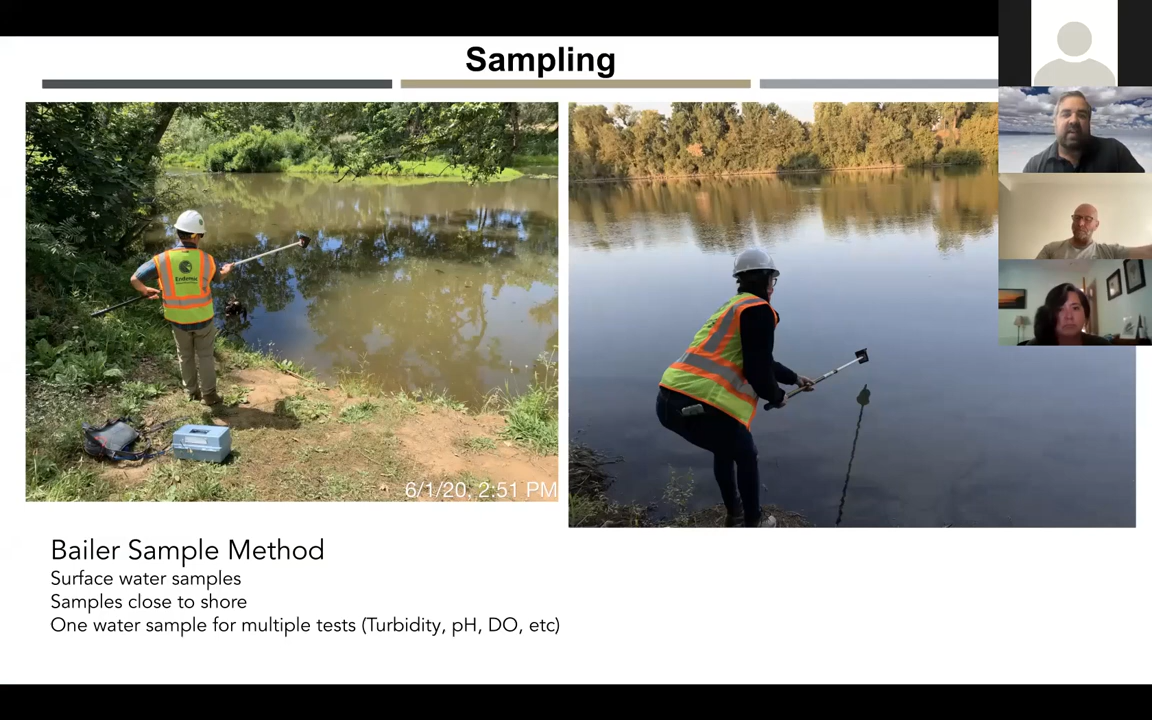 Sampling
6/1/20, 2:51 PM
Bailer Sample Method
Surface water samples
Samples close to shore
One water sample for multiple tests (Turbidity, pH, DO, etc)